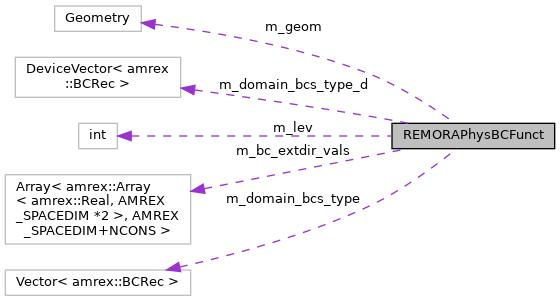 Geometry
m_geom
DeviceVector< amrex
::BCRec >
m_domain_bcs_type_d
int
m_lev
REMORAPhysBCFunct
m_bc_extdir_vals
Array< amrex::Array
< amrex::Real, AMREX
_SPACEDIM *2 >, AMREX
_SPACEDIM+NCONS >
m_domain_bcs_type
Vector< amrex::BCRec >